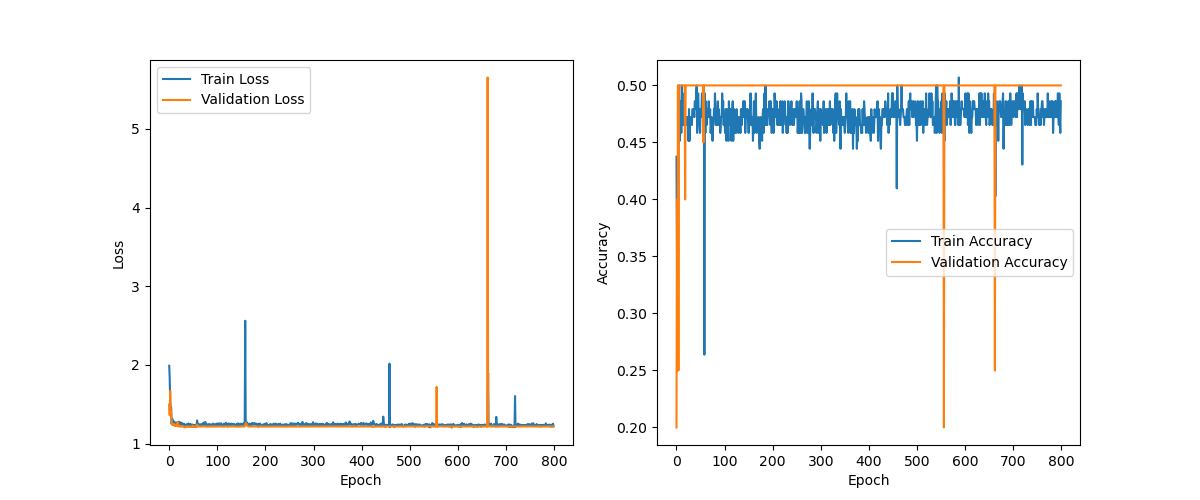 Train Loss
Validation Loss
5
4
3
2
1
Loss
0 100 200 300 400 500 600 700 800
Epoch
0.50
0.45
0.40
0.35
0.30
0.25
0.20
Accuracy
Train Accuracy
Validation Accuracy
0 100 200 300 400 500 600 700 800
Epoch